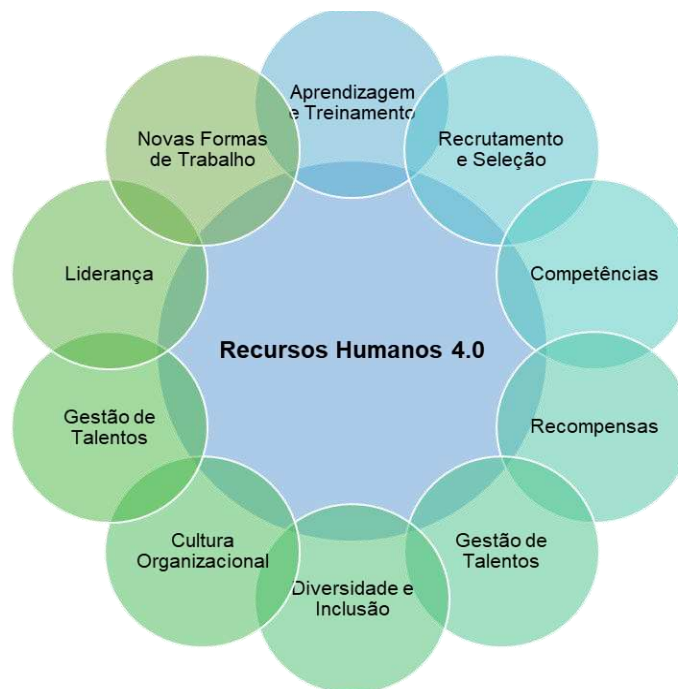 Aprendizagem
e Treinamento
Recrutamento
e Seleção
Competências
Recompensas
Gestão de
Talentos
Diversidade e
Inclusão
Cultura
Organizacional
Gestão de
Talentos
Liderança
Novas Formas
de Trabalho
Recursos Humanos 4.0